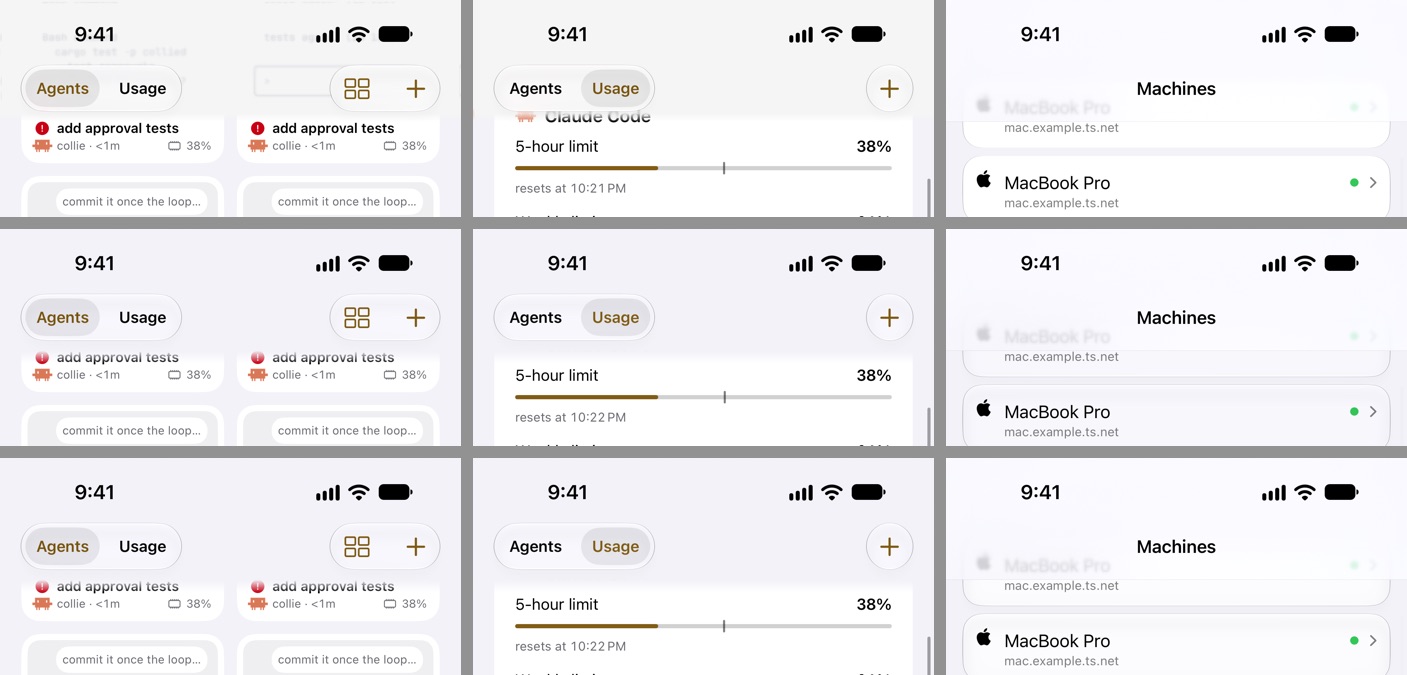 9:41
Bash
cargo test -p colliad
tests ag
Agents Usage
add approval tests
collie · <1m 38%
add approval tests
collie · <1m 38%
commit it once the loop...
commit it once the loop...
9:41
Agents Usage
Claude Code
5-hour limit 38%
resets at 10:21 PM
9:41
Machines
MacBook Pro
mac.example.ts.net
MacBook Pro
mac.example.ts.net
9:41
Agents Usage
add approval tests
collie · <1m 38%
add approval tests
collie · <1m 38%
commit it once the loop...
commit it once the loop...
9:41
Agents Usage
5-hour limit 38%
resets at 10:22 PM
9:41
Machines
MacBook Pro
mac.example.ts.net
MacBook Pro
mac.example.ts.net
9:41
Agents Usage
add approval tests
collie · <1m 38%
add approval tests
collie · <1m 38%
commit it once the loop...
commit it once the loop...
9:41
Agents Usage
5-hour limit 38%
resets at 10:22 PM
9:41
Machines
MacBook Pro
mac.example.ts.net
MacBook Pro
mac.example.ts.net